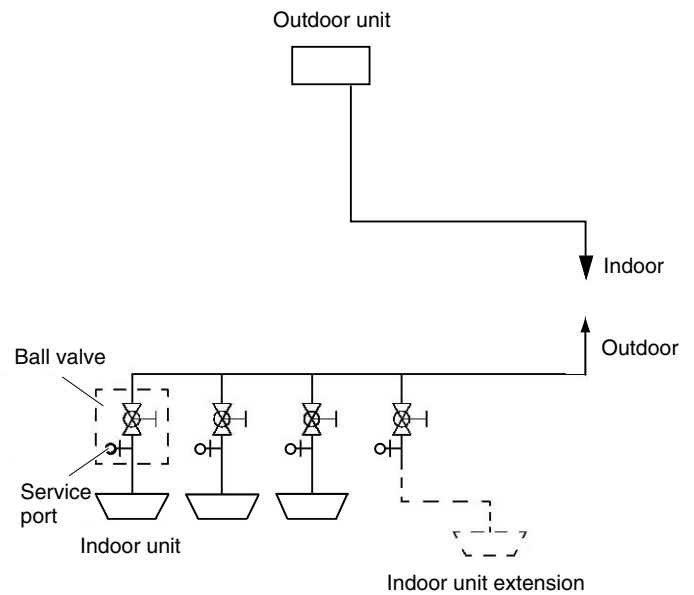 Outdoor unit
Indoor
Outdoor
Ball valve
Service
port
Indoor unit
Indoor unit extension